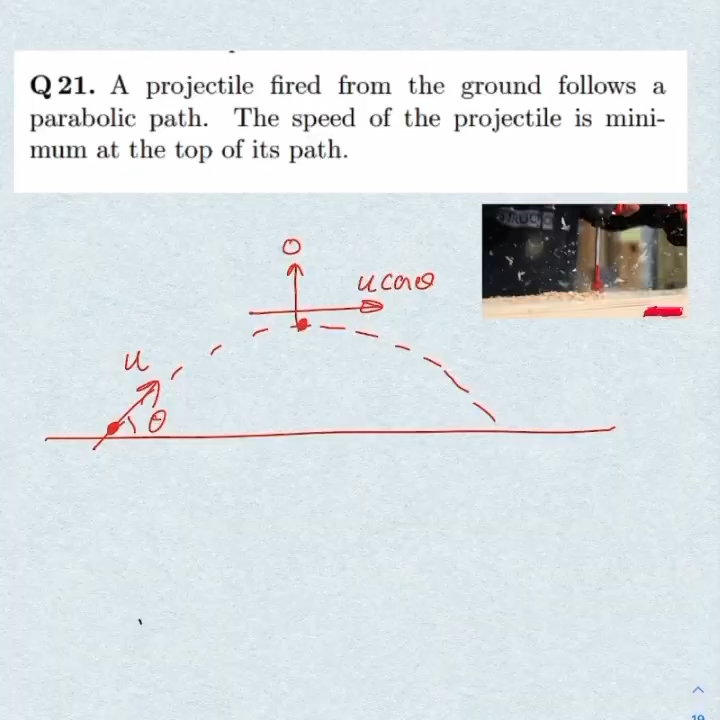 Q 21. A projectile fired from the ground follows a
parabolic path. The speed of the projectile is mini-
mum at the top of its path.
0
u cosθ
u
θ